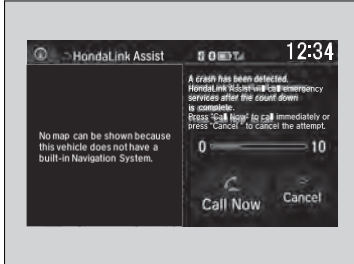 HondaLink Assist
12:34
No map can be shown because
this vehicle does not have a
built-in Navigation System.
A crash has been detected.
HondaLink Assist will call emergency
services after the count down
is complete.
Press "Call Now" to call immediately or
press "Cancel" to cancel the attempt.
0 10
Call Now
Cancel